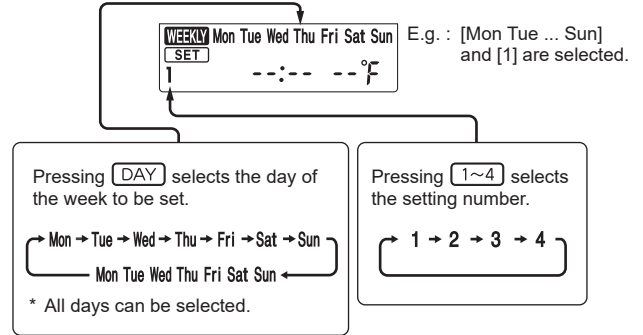 WEEKLY Mon Tue Wed Thu Fri Sat Sun
SET
1 --:-- --°F
E.g. : [Mon Tue ... Sun]
and [1] are selected.
Pressing DAY selects the day of
the week to be set.
→ Mon → Tue → Wed → Thu → Fri → Sat → Sun
Mon Tue Wed Thu Fri Sat Sun ←
* All days can be selected.
Pressing 1~4 selects
the setting number.
→ 1 → 2 → 3 → 4